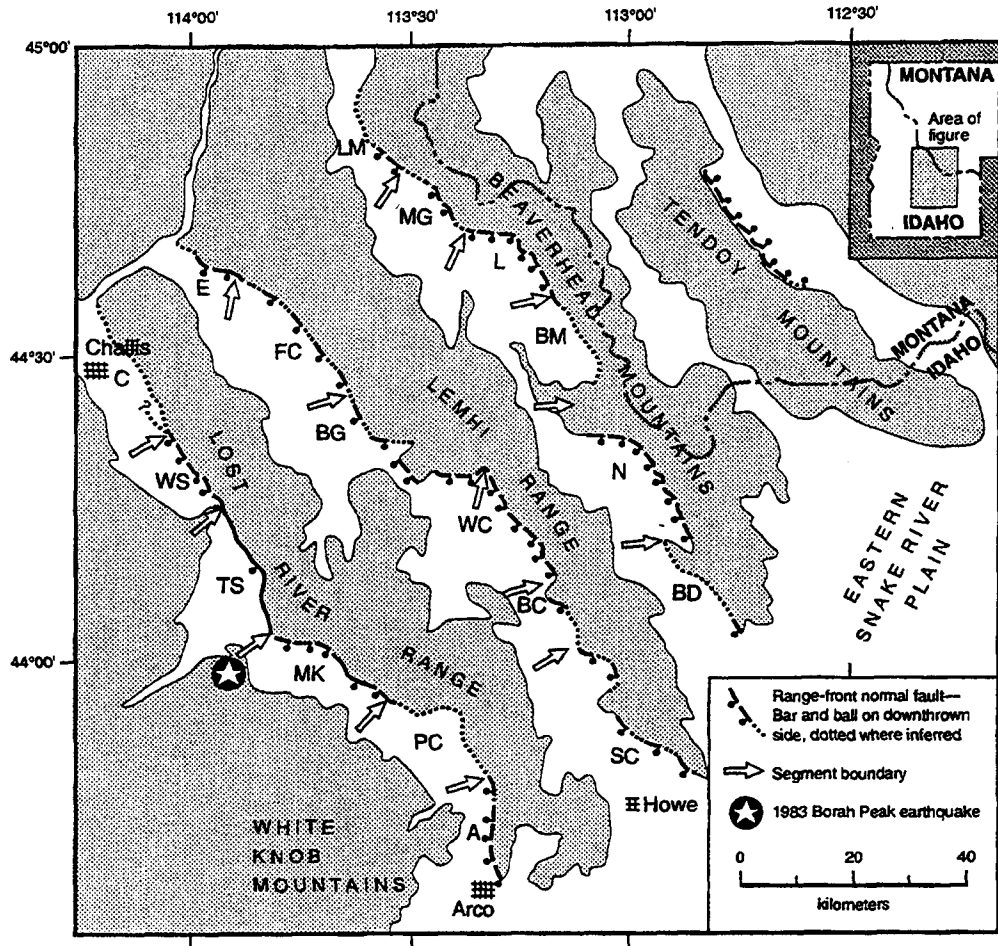 114°00'
113°30'
113°00'
112°30'
45°00'
44°30'
44°00'
MONTANA
Area of
figure
IDAHO
LM
MG
L
BM
N
BD
BEAVERHEAD
MOUNTAINS
TENDOY
MOUNTAINS
MONTANA
IDAHO
E
FC
BG
WC
BC
SC
LEMHI
RANGE
Challis
C
?
WS
TS
MK
PC
A
LOST
RIVER
RANGE
EASTERN
SNAKE RIVER
PLAIN
WHITE
KNOB
MOUNTAINS
Arco
Howe
Range-front normal fault—
Bar and ball on downthrown
side, dotted where inferred
Segment boundary
1983 Borah Peak earthquake
0 20 40
kilometers